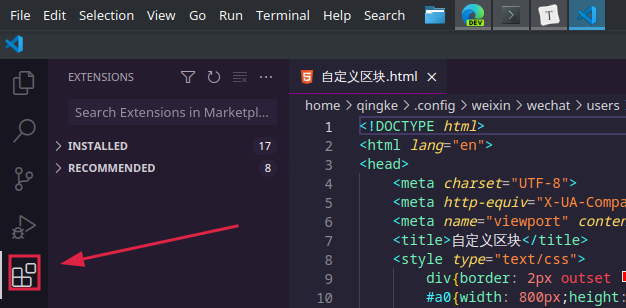 File Edit Selection View Go Run Terminal Help Search
DEV
T
EXTENSIONS
自定义区块.html
Search Extensions in Marketpl...
home › qingke › .config › weixin › wechat › users
INSTALLED 17
RECOMMENDED 8
1 <!DOCTYPE html>
2 <html lang="en">
3 <head>
4 <meta charset="UTF-8">
5 <meta http-equiv="X-UA-Compa
6 <meta name="viewport" conten
7 <title>自定义区块</title>
8 <style type="text/css">
9 div{border: 2px outset
10 #a0{width: 800px;height: